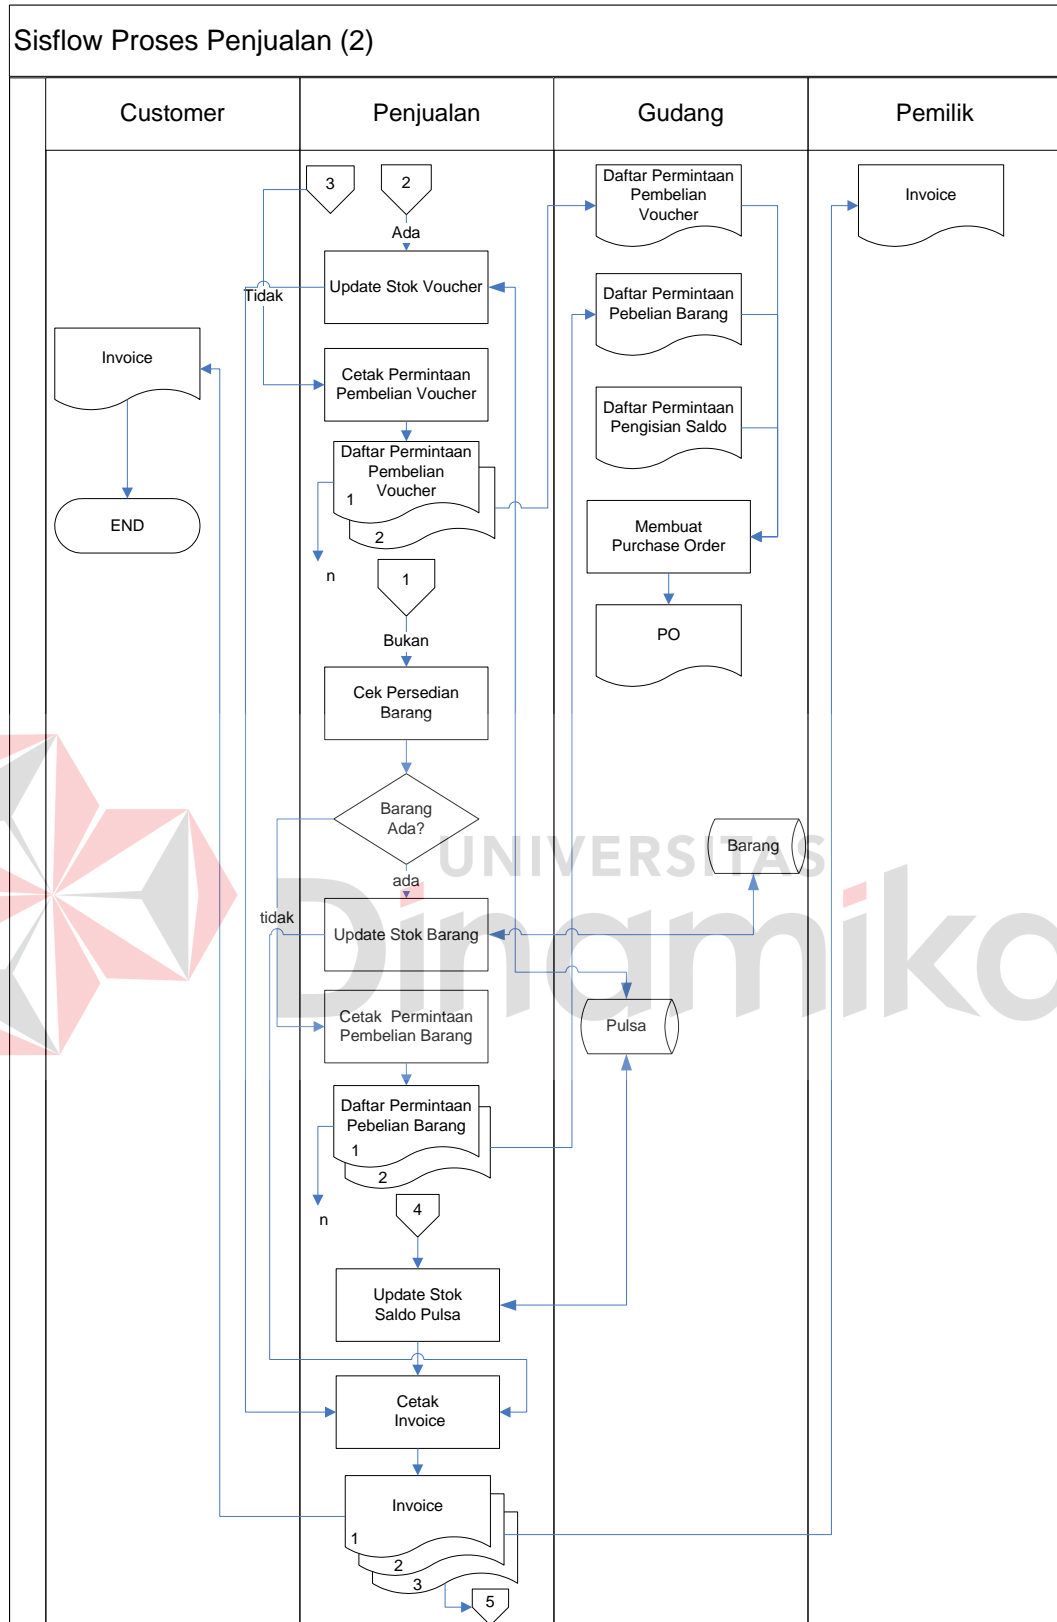 Sisflow Proses Penjualan (2)
Customer
Penjualan
Gudang
Pemilik
3
2
Ada
Update Stok Voucher
Tidak
Cetak Permintaan
Pembelian Voucher
Daftar Permintaan
Pembelian
Voucher
1
2
n
Invoice
END
1
Bukan
Cek Persedian
Barang
Barang
Ada?
ada
tidak
Update Stok Barang
Cetak Permintaan
Pembelian Barang
Daftar Permintaan
Pebelian Barang
1
2
n
4
Update Stok
Saldo Pulsa
Cetak
Invoice
Invoice
1
2
3
5
Daftar Permintaan
Pembelian
Voucher
Daftar Permintaan
Pebelian Barang
Daftar Permintaan
Pengisian Saldo
Membuat
Purchase Order
PO
Barang
Pulsa
Invoice
UNIVERSITAS
Dinamika